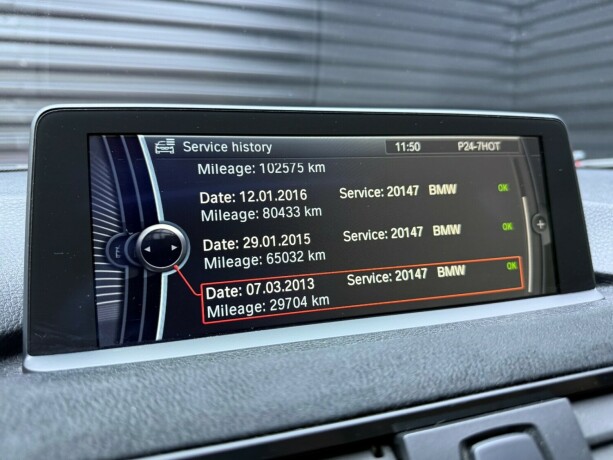 Service history 11:50 P24-7HOT
Mileage: 102575 km
Date: 12.01.2016 Service: 20147 BMW OK
Mileage: 80433 km
Date: 29.01.2015 Service: 20147 BMW OK
Mileage: 65032 km
Date: 07.03.2013 Service: 20147 BMW OK
Mileage: 29704 km